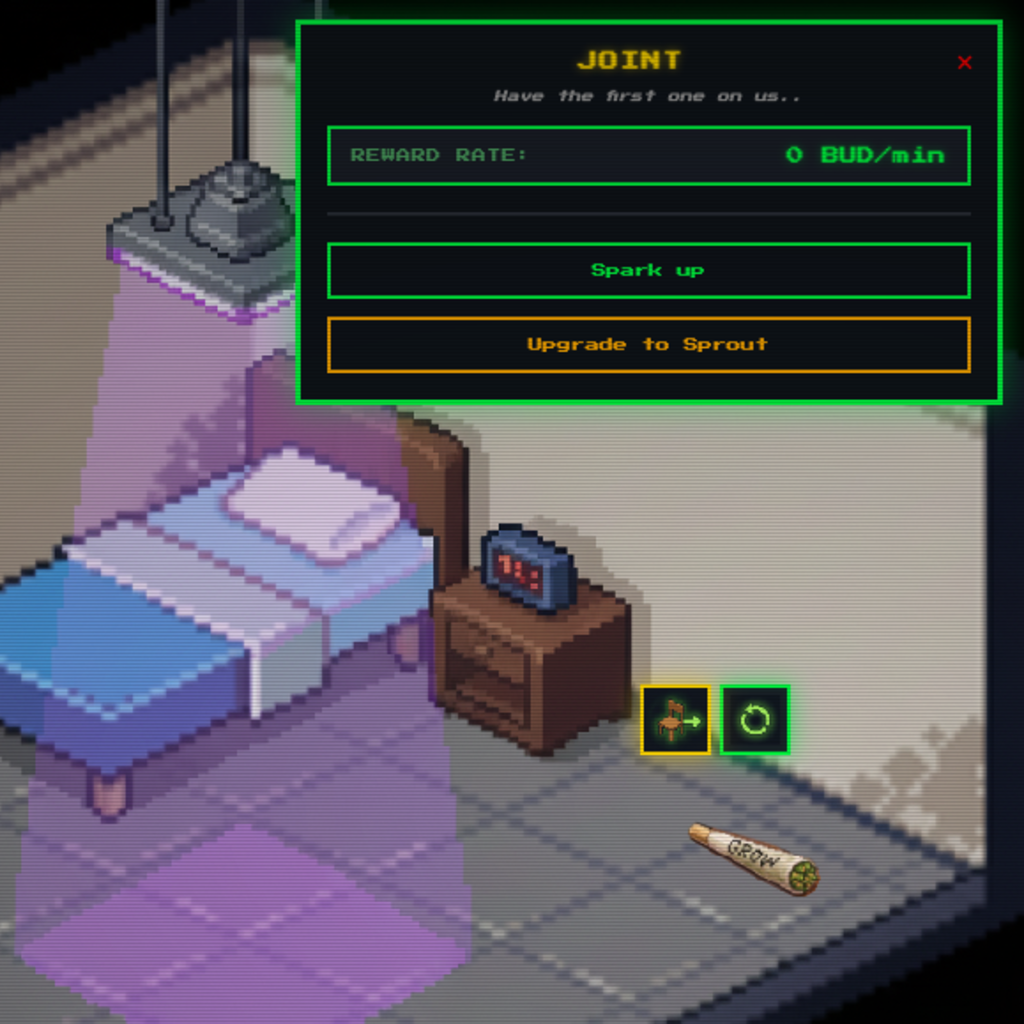 JOINT
×
Have the first one on us..
REWARD RATE: 0 BUD/min
Spark up
Upgrade to Sprout
GROW